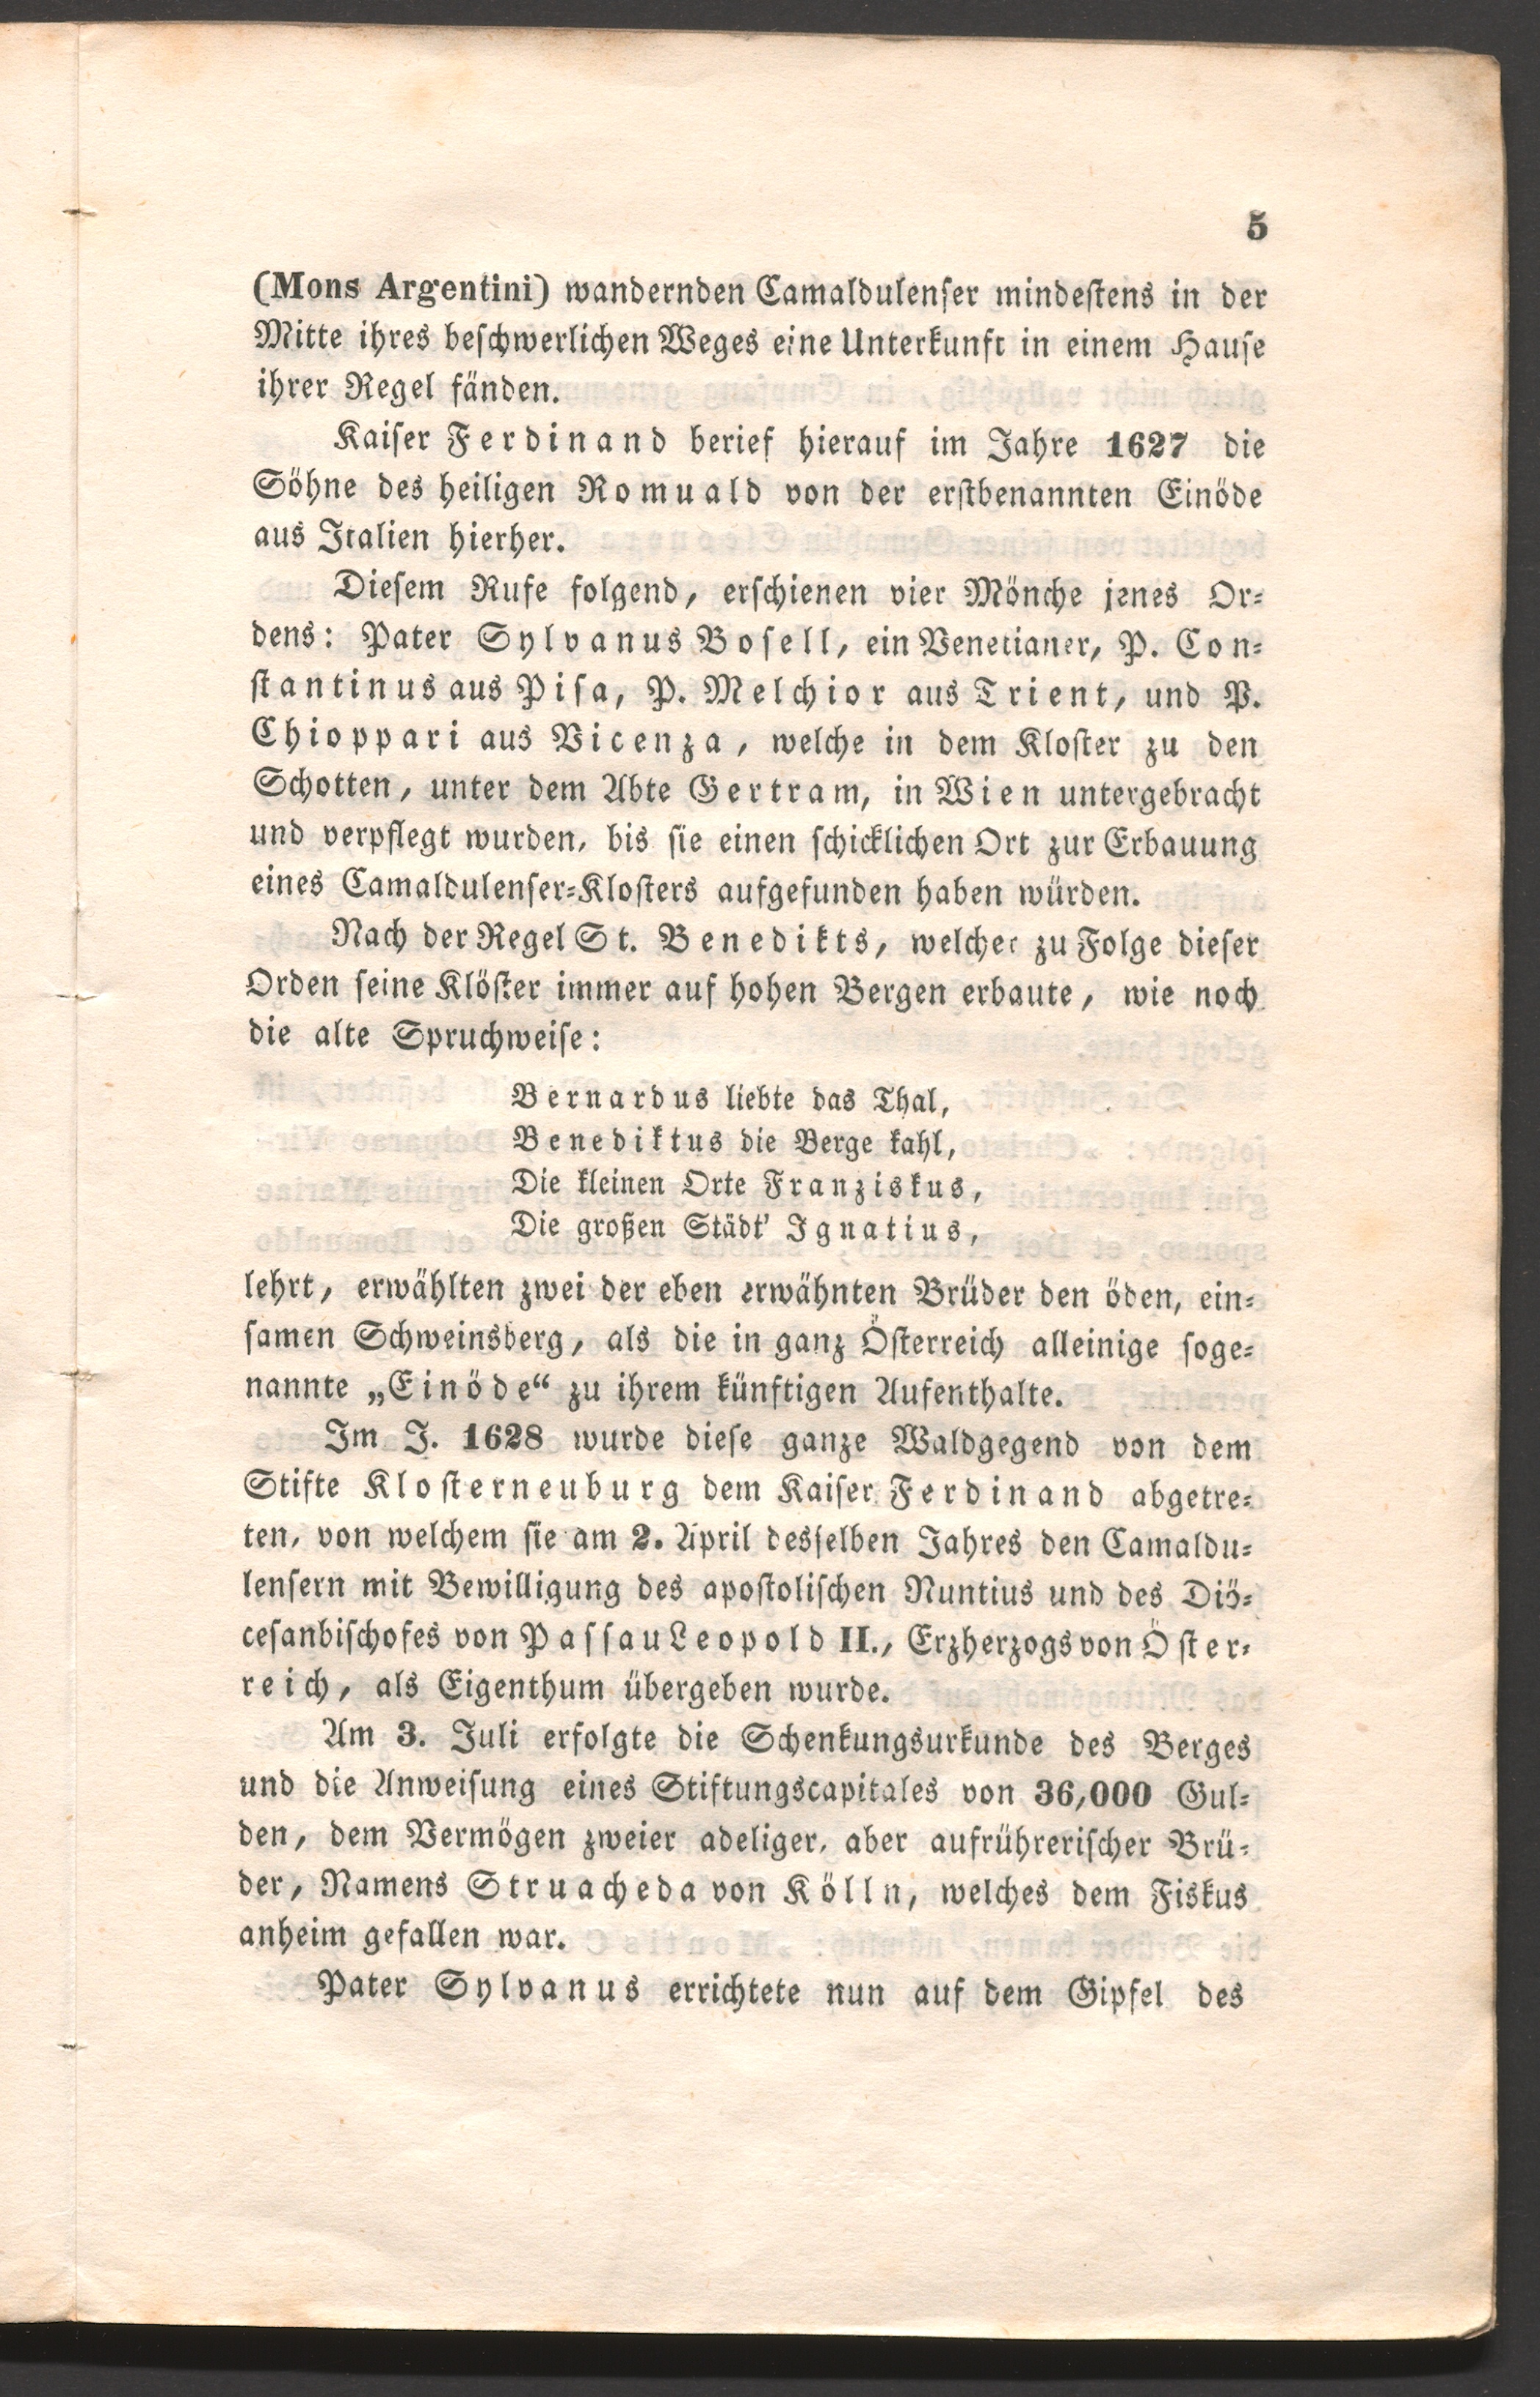 5
(Mons Argentini) wandernden Camaldulenser mindestens in der
Mitte ihres beschwerlichen Weges eine Unterkunft in einem Hause
ihrer Regel fänden.
Kaiser Ferdinand berief hierauf im Jahre 1627 die
Söhne des heiligen Romuald von der erstbenannten Einöde
aus Italien hierher.
Diesem Rufe folgend, erschienen vier Mönche jenes Or-
dens: Pater Sylvanus Bosell, ein Venetianer, P. Con-
stantinus aus Pisa, P. Melchior aus Trient, und P.
Chioppari aus Vicenza, welche in dem Kloster zu den
Schotten, unter dem Abte Gertram, in Wien untergebracht
und verpflegt wurden, bis sie einen schicklichen Ort zur Erbauung
eines Camaldulenser-Klosters aufgefunden haben würden.
Nach der Regel St. Benedikts, welcher zu Folge dieser
Orden seine Klöster immer auf hohen Bergen erbaute, wie noch
die alte Spruchweise:
Bernardus liebte das Thal,
Benediktus die Berge kahl,
Die kleinen Orte Franziskus,
Die großen Städt' Ignatius,
lehrt, erwählten zwei der eben erwähnten Brüder den öden, ein-
samen Schweinsberg, als die in ganz Österreich alleinige soge-
nannte „Einöde“ zu ihrem künftigen Aufenthalte.
Im J. 1628 wurde diese ganze Waldgegend von dem
Stifte Klosterneuburg dem Kaiser Ferdinand abgetre-
ten, von welchem sie am 2. April desselben Jahres den Camaldu-
lensern mit Bewilligung des apostolischen Nuntius und des Diö-
cesanbischofes von Passau Leopold II., Erzherzogs von Öster-
reich, als Eigenthum übergeben wurde.
Am 3. Juli erfolgte die Schenkungsurkunde des Berges
und die Anweisung eines Stiftungscapitales von 36,000 Gul-
den, dem Vermögen zweier adeliger, aber aufrührerischer Brü-
der, Namens Struacheda von Kölln, welches dem Fiskus
anheim gefallen war.
Pater Sylvanus errichtete nun auf dem Gipfel des